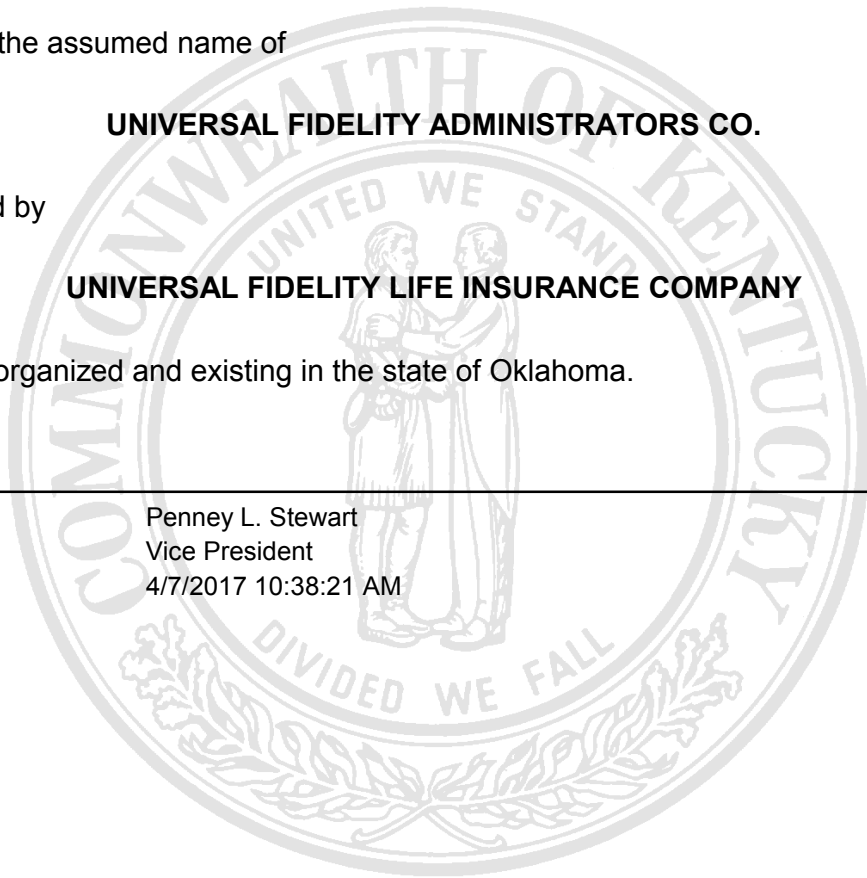 the assumed name of
UNIVERSAL FIDELITY ADMINISTRATORS CO.
by
UNIVERSAL FIDELITY LIFE INSURANCE COMPANY
organized and existing in the state of Oklahoma.
Penney L. Stewart
Vice President
4/7/2017 10:38:21 AM
COMMONWEALTH OF KENTUCKY
UNITED WE STAND
DIVIDED WE FALL